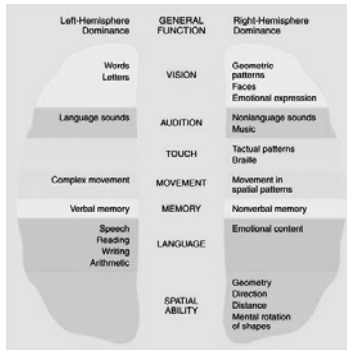 Left-Hemisphere
Dominance
GENERAL
FUNCTION
Right-Hemisphere
Dominance
Words
Letters
VISION
Geometric
patterns
Faces
Emotional expression
Language sounds
AUDITION
Nonlanguage sounds
Music
TOUCH
Tactual patterns
Braille
Complex movement
MOVEMENT
Movement in
spatial patterns
Verbal memory
MEMORY
Nonverbal memory
Speech
Reading
Writing
Arithmetic
LANGUAGE
Emotional content
SPATIAL
ABILITY
Geometry
Direction
Distance
Mental rotation
of shapes